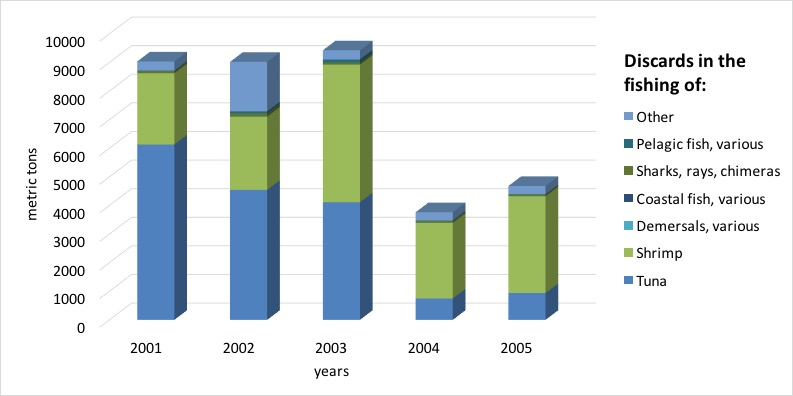 10000
9000
8000
7000
6000
5000
4000
3000
2000
1000
0
metric tons
2001
2002
2003
2004
2005
years
Discards in the
fishing of:
Other
Pelagic fish, various
Sharks, rays, chimeras
Coastal fish, various
Demersals, various
Shrimp
Tuna